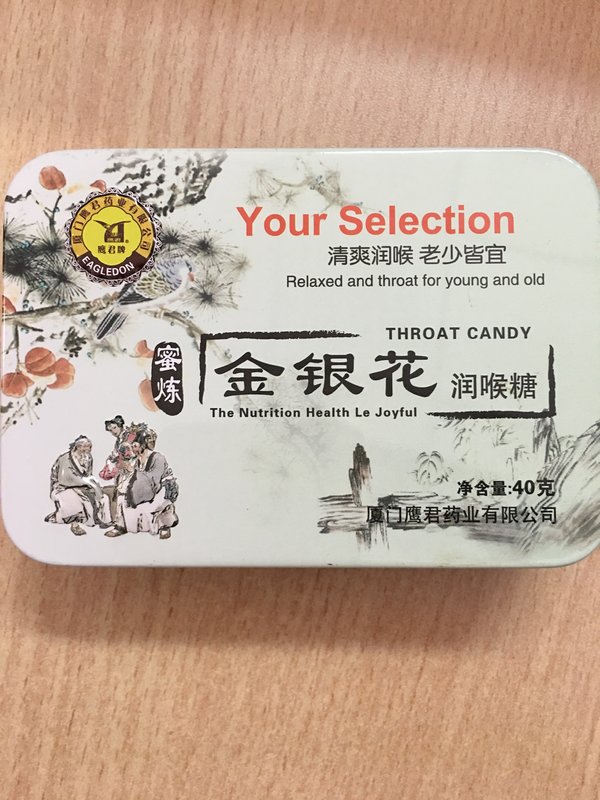 厦门鹰君药业有限公司
鹰君
®
鹰君牌
EAGLEDON
Your Selection
清爽润喉 老少皆宜
Relaxed and throat for young and old
THROAT CANDY
蜜炼
金银花 润喉糖
The Nutrition Health Le Joyful
净含量:40克
厦门鹰君药业有限公司